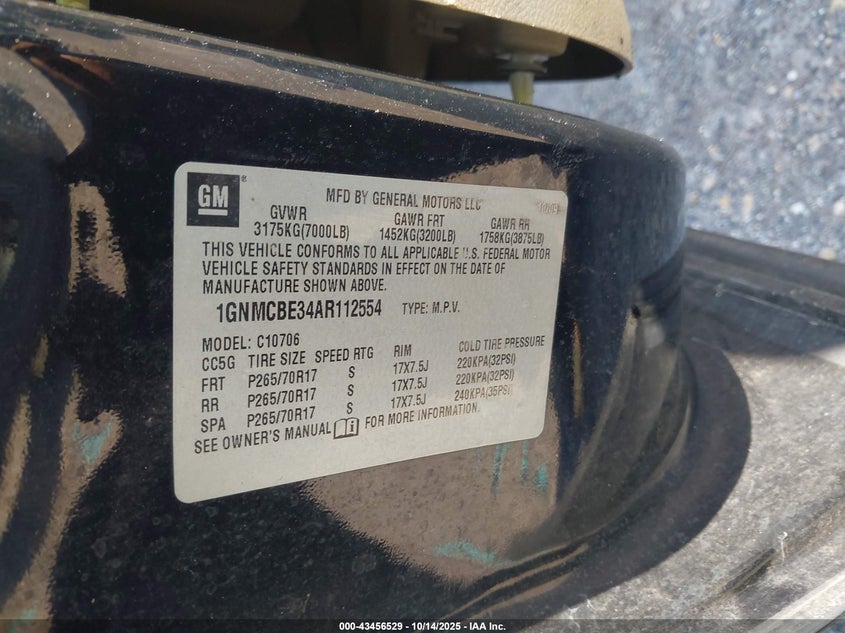 GM ®
MFD BY GENERAL MOTORS LLC 10/09
GVWR GAWR FRT GAWR RR
3175KG(7000LB) 1452KG(3200LB) 1758KG(3875LB)
THIS VEHICLE CONFORMS TO ALL APPLICABLE U.S. FEDERAL MOTOR
VEHICLE SAFETY STANDARDS IN EFFECT ON THE DATE OF
MANUFACTURE SHOWN ABOVE.
1GNMCBE34AR112554 TYPE: M.P.V.
MODEL: C10706
CC5G TIRE SIZE SPEED RTG RIM COLD TIRE PRESSURE
FRT P265/70R17 S 17X7.5J 220KPA(32PSI)
RR P265/70R17 S 17X7.5J 220KPA(32PSI)
SPA P265/70R17 S 17X7.5J 240KPA(35PSI)
SEE OWNER'S MANUAL i FOR MORE INFORMATION.
000-43456529 - 10/14/2025 - IAA Inc.